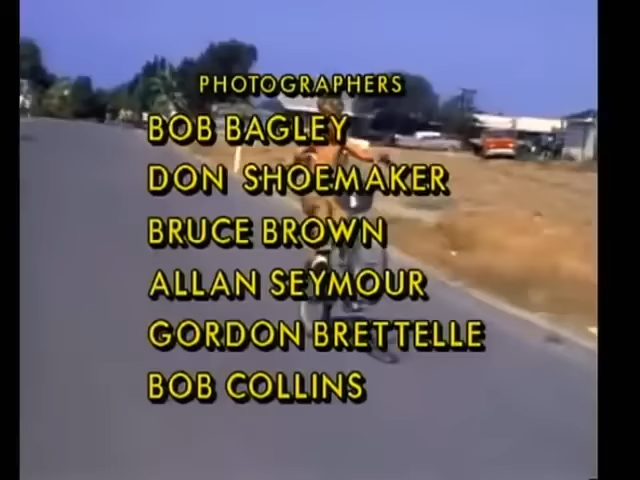 PHOTOGRAPHERS
BOB BAGLEY
DON SHOEMAKER
BRUCE BROWN
ALLAN SEYMOUR
GORDON BRETTELLE
BOB COLLINS